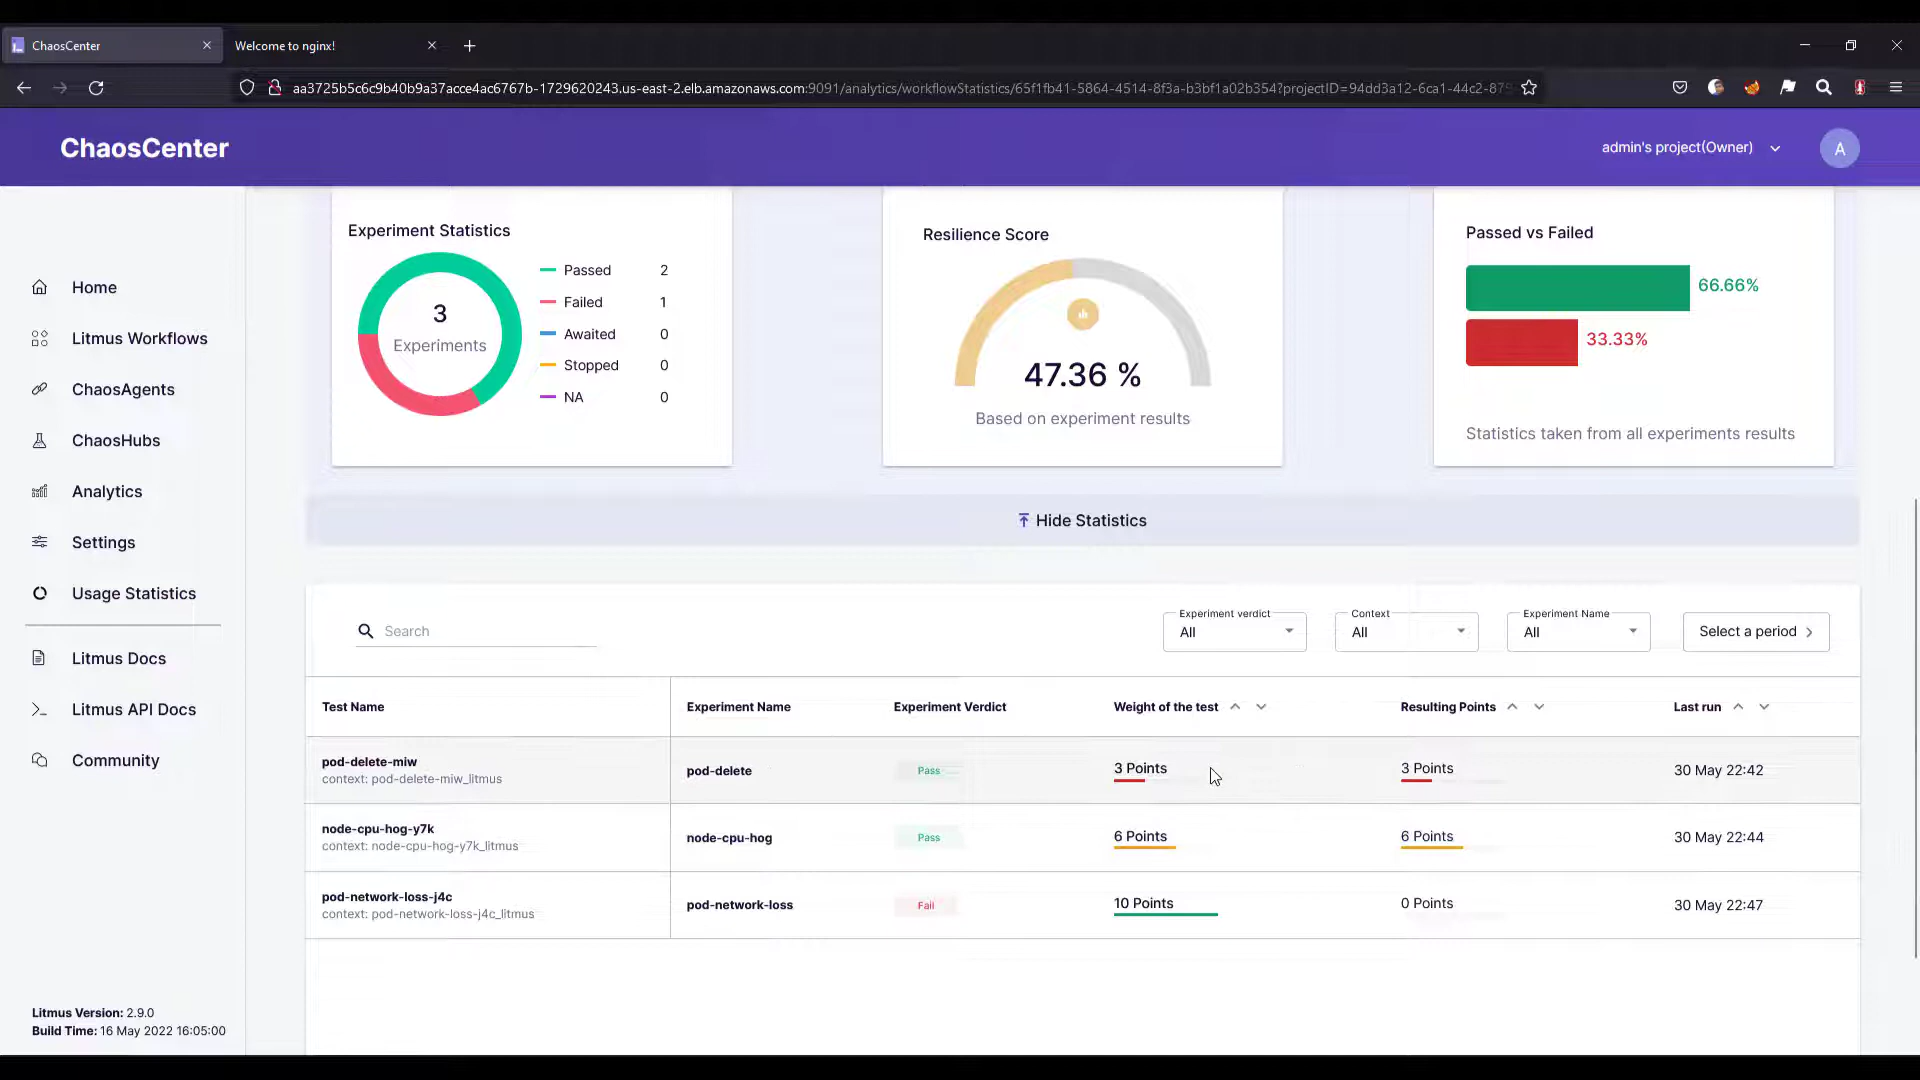 ChaosCenter
Welcome to nginx!
aa3725b5c6c9b40b9a37acce4ac6767b-1729620243.us-east-2.elb.amazonaws.com:9091/analytics/workflowStatistics/65f1fb41-5864-4514-8f3a-b3bf1a02b354?projectID=94dd3a12-6ca1-44c2-875
ChaosCenter
admin's project(Owner)
A
Home
Litmus Workflows
ChaosAgents
ChaosHubs
Analytics
Settings
Usage Statistics
Litmus Docs
Litmus API Docs
Community
Litmus Version: 2.9.0
Build Time: 16 May 2022 16:05:00
Experiment Statistics
3
Experiments
Passed 2
Failed 1
Awaited 0
Stopped 0
NA 0
Resilience Score
47.36 %
Based on experiment results
Passed vs Failed
66.66%
33.33%
Statistics taken from all experiments results
Hide Statistics
Search
Experiment verdict
All
Context
All
Experiment Name
All
Select a period
Test Name Experiment Name Experiment Verdict Weight of the test Resulting Points Last run
pod-delete-miw
context: pod-delete-miw_litmus
pod-delete Pass 3 Points 3 Points 30 May 22:42
node-cpu-hog-y7k
context: node-cpu-hog-y7k_litmus
node-cpu-hog Pass 6 Points 6 Points 30 May 22:44
pod-network-loss-j4c
context: pod-network-loss-j4c_litmus
pod-network-loss Fail 10 Points 0 Points 30 May 22:47